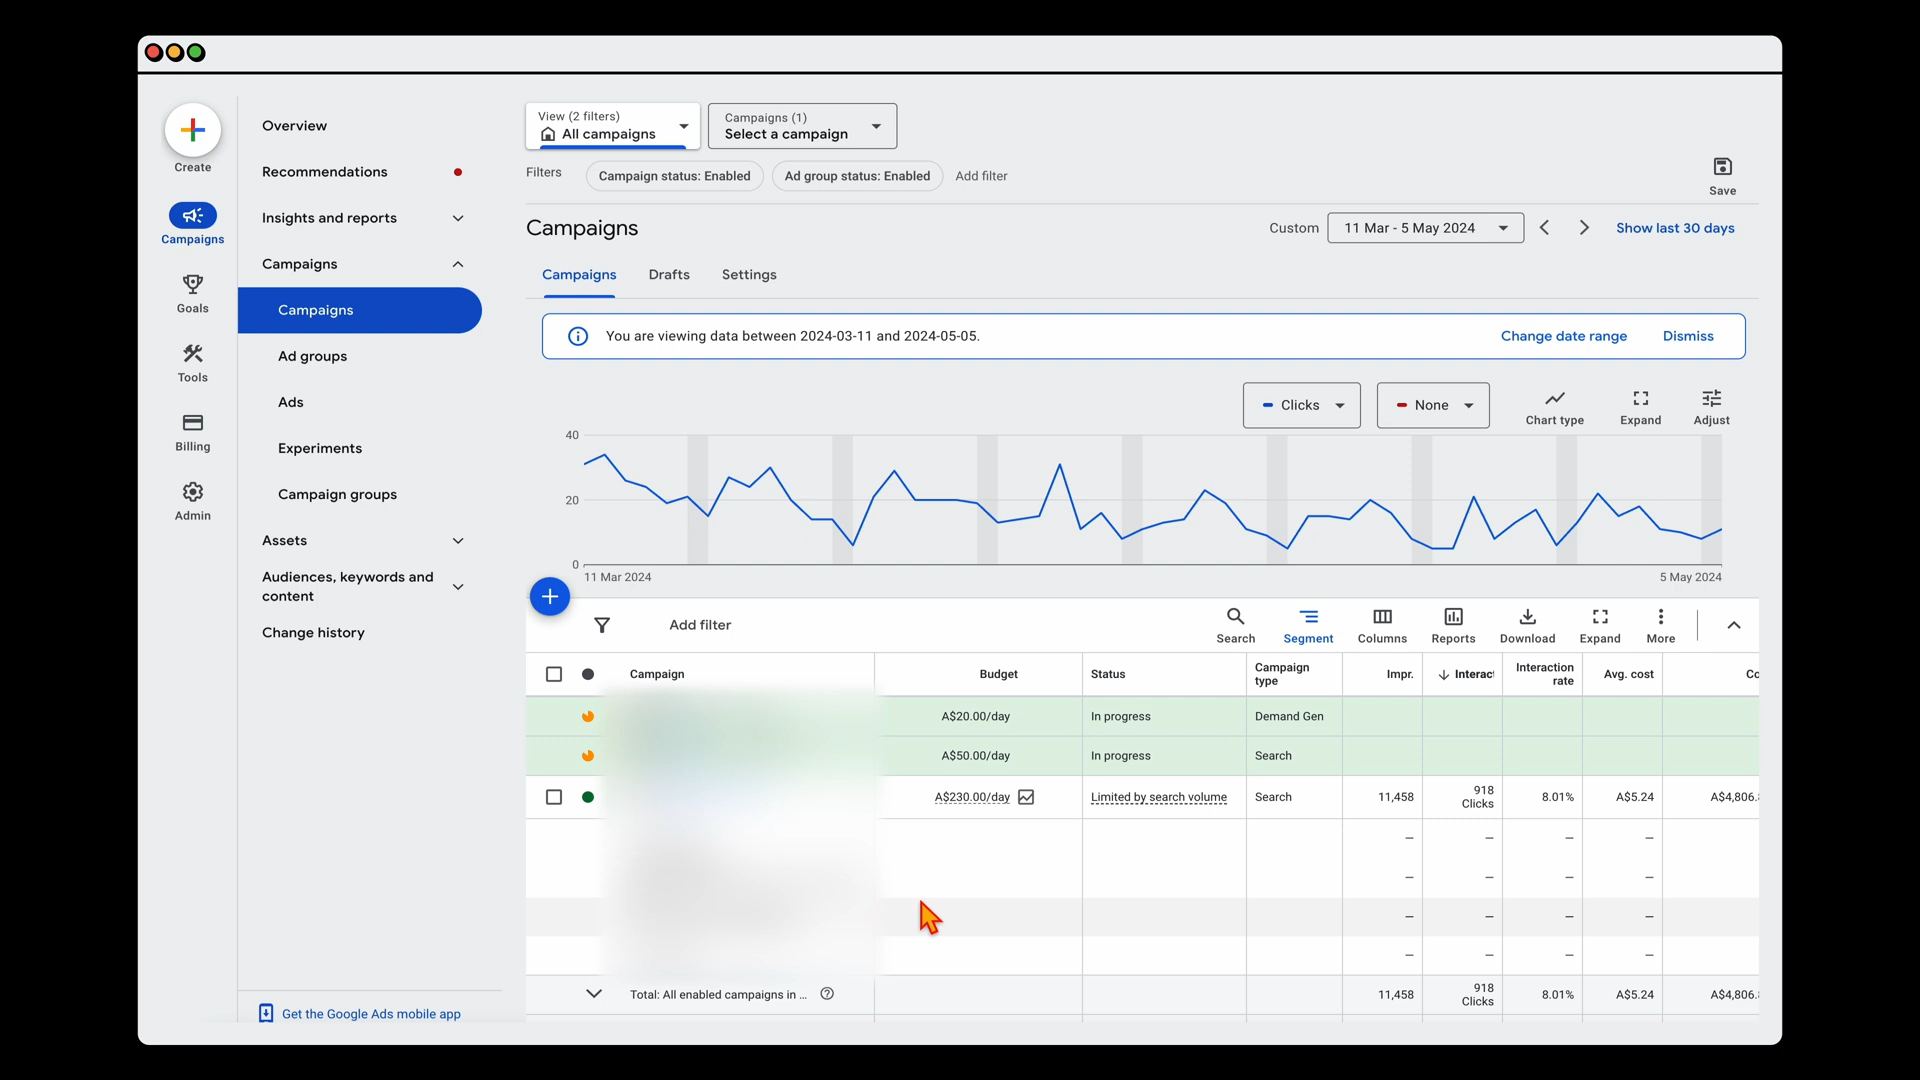 Create
Campaigns
Goals
Tools
Billing
Admin
Overview
Recommendations
Insights and reports
Campaigns
Campaigns
Ad groups
Ads
Experiments
Campaign groups
Assets
Audiences, keywords and
content
Change history
Get the Google Ads mobile app
View (2 filters)
All campaigns
Campaigns (1)
Select a campaign
Filters
Campaign status: Enabled
Ad group status: Enabled
Add filter
Save
Campaigns
Custom
11 Mar - 5 May 2024
Show last 30 days
Campaigns
Drafts
Settings
You are viewing data between 2024-03-11 and 2024-05-05.
Change date range
Dismiss
Clicks
None
Chart type
Expand
Adjust
40
20
0
11 Mar 2024
5 May 2024
Add filter
Search
Segment
Columns
Reports
Download
Expand
More
Campaign
Budget
Status
Campaign
type
Impr.
Interact
Interaction
rate
Avg. cost
Co
A$20.00/day
In progress
Demand Gen
A$50.00/day
In progress
Search
A$230.00/day
Limited by search volume
Search
11,458
918
Clicks
8.01%
A$5.24
A$4,806.
– – – –
– – – –
– – – –
– – – –
Total: All enabled campaigns in ...
11,458
918
Clicks
8.01%
A$5.24
A$4,806.